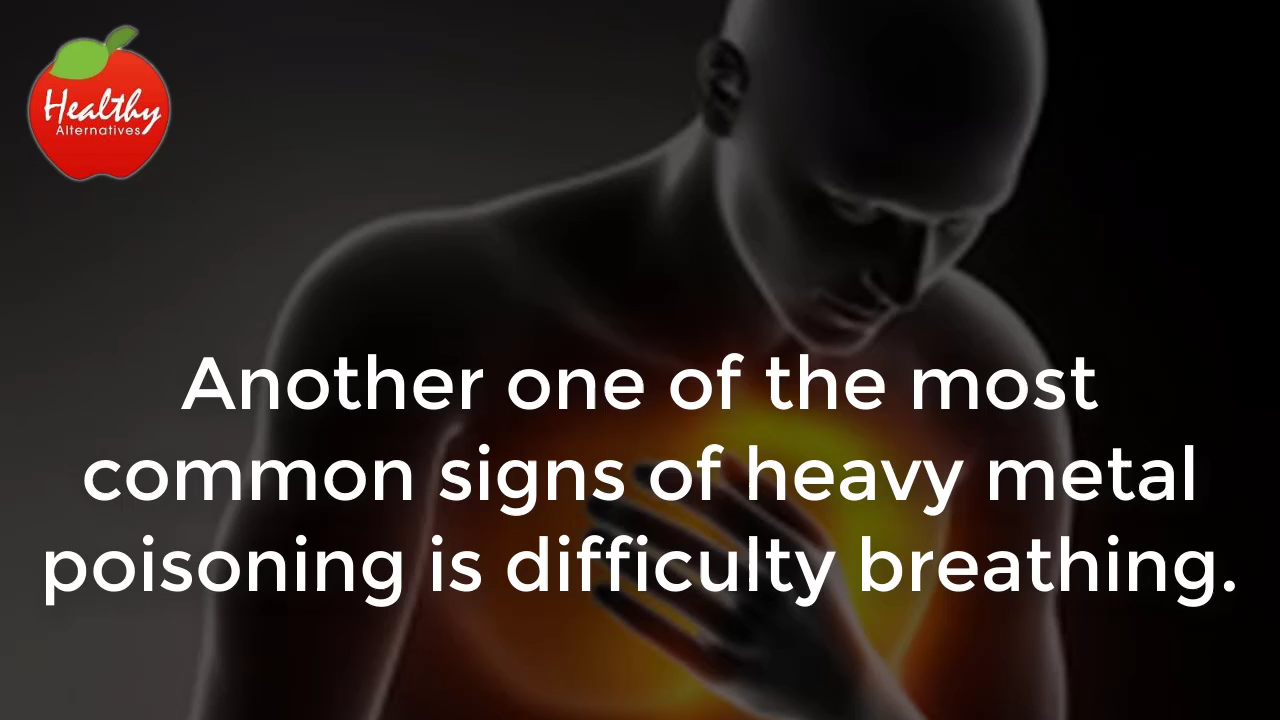 Healthy
Alternatives
Another one of the most
common signs of heavy metal
poisoning is difficulty breathing.